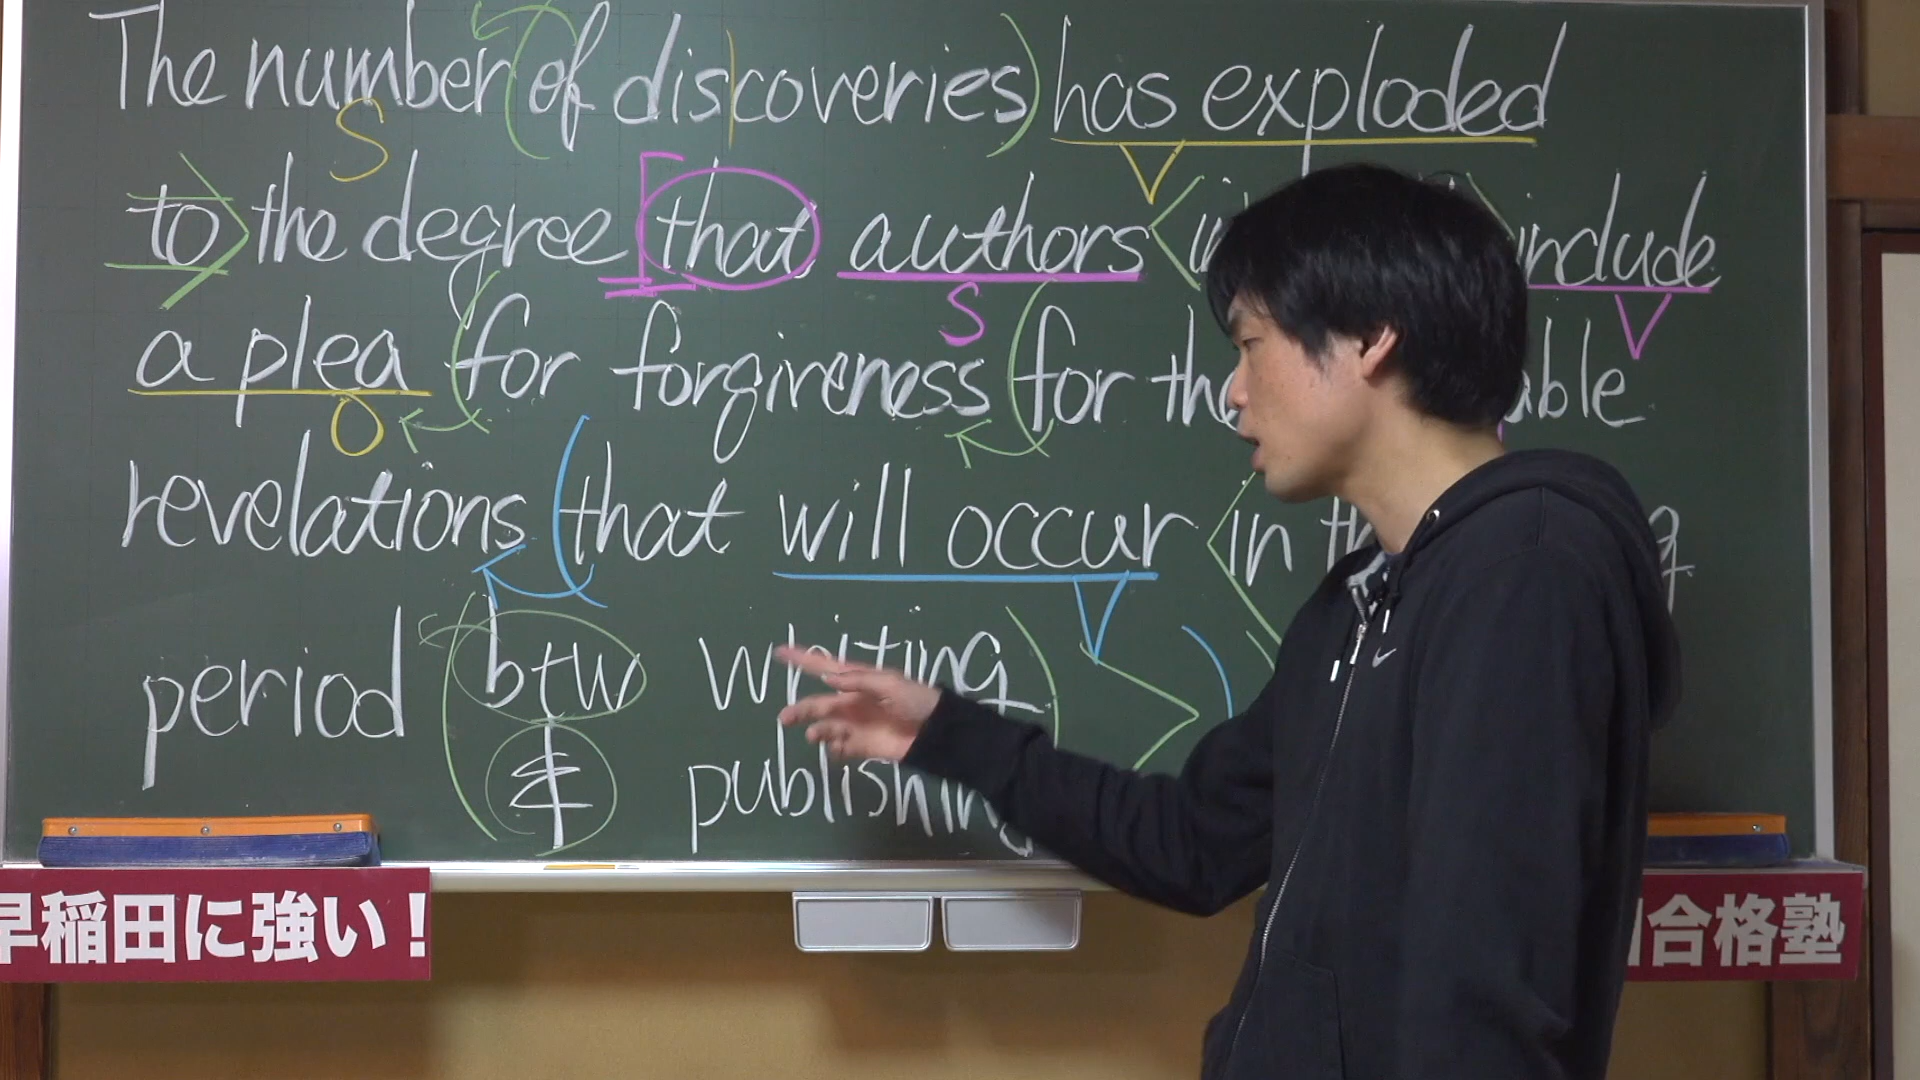 The number of discoveries has exploded
S V
to the degree that authors include
S V
a plea for forgiveness for the able
O
revelations that will occur in
V
period btw writing
&
publishing
早稲田に強い！
合格塾